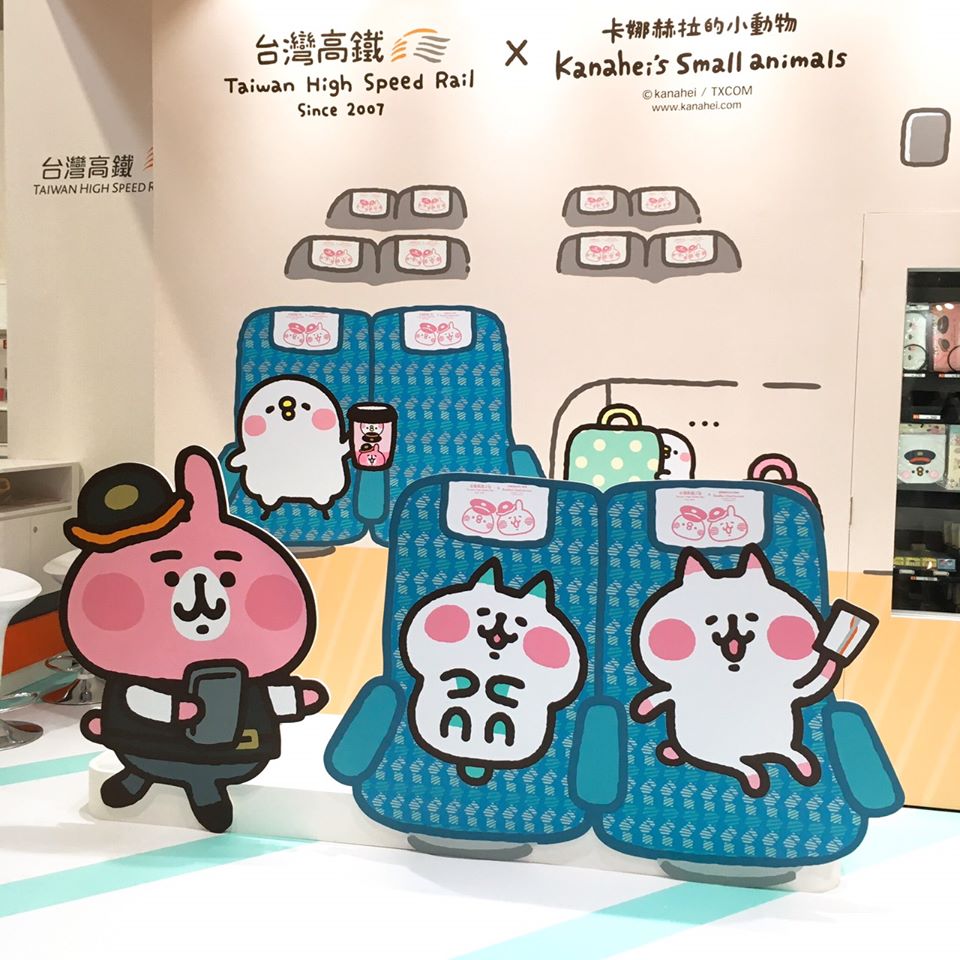 台灣高鐵
Taiwan High Speed Rail
Since 2007
X
卡娜赫拉的小動物
Kanahei's Small animals
©kanahei / TXCOM
www.kanahei.com
台灣高鐵
TAIWAN HIGH SPEED R